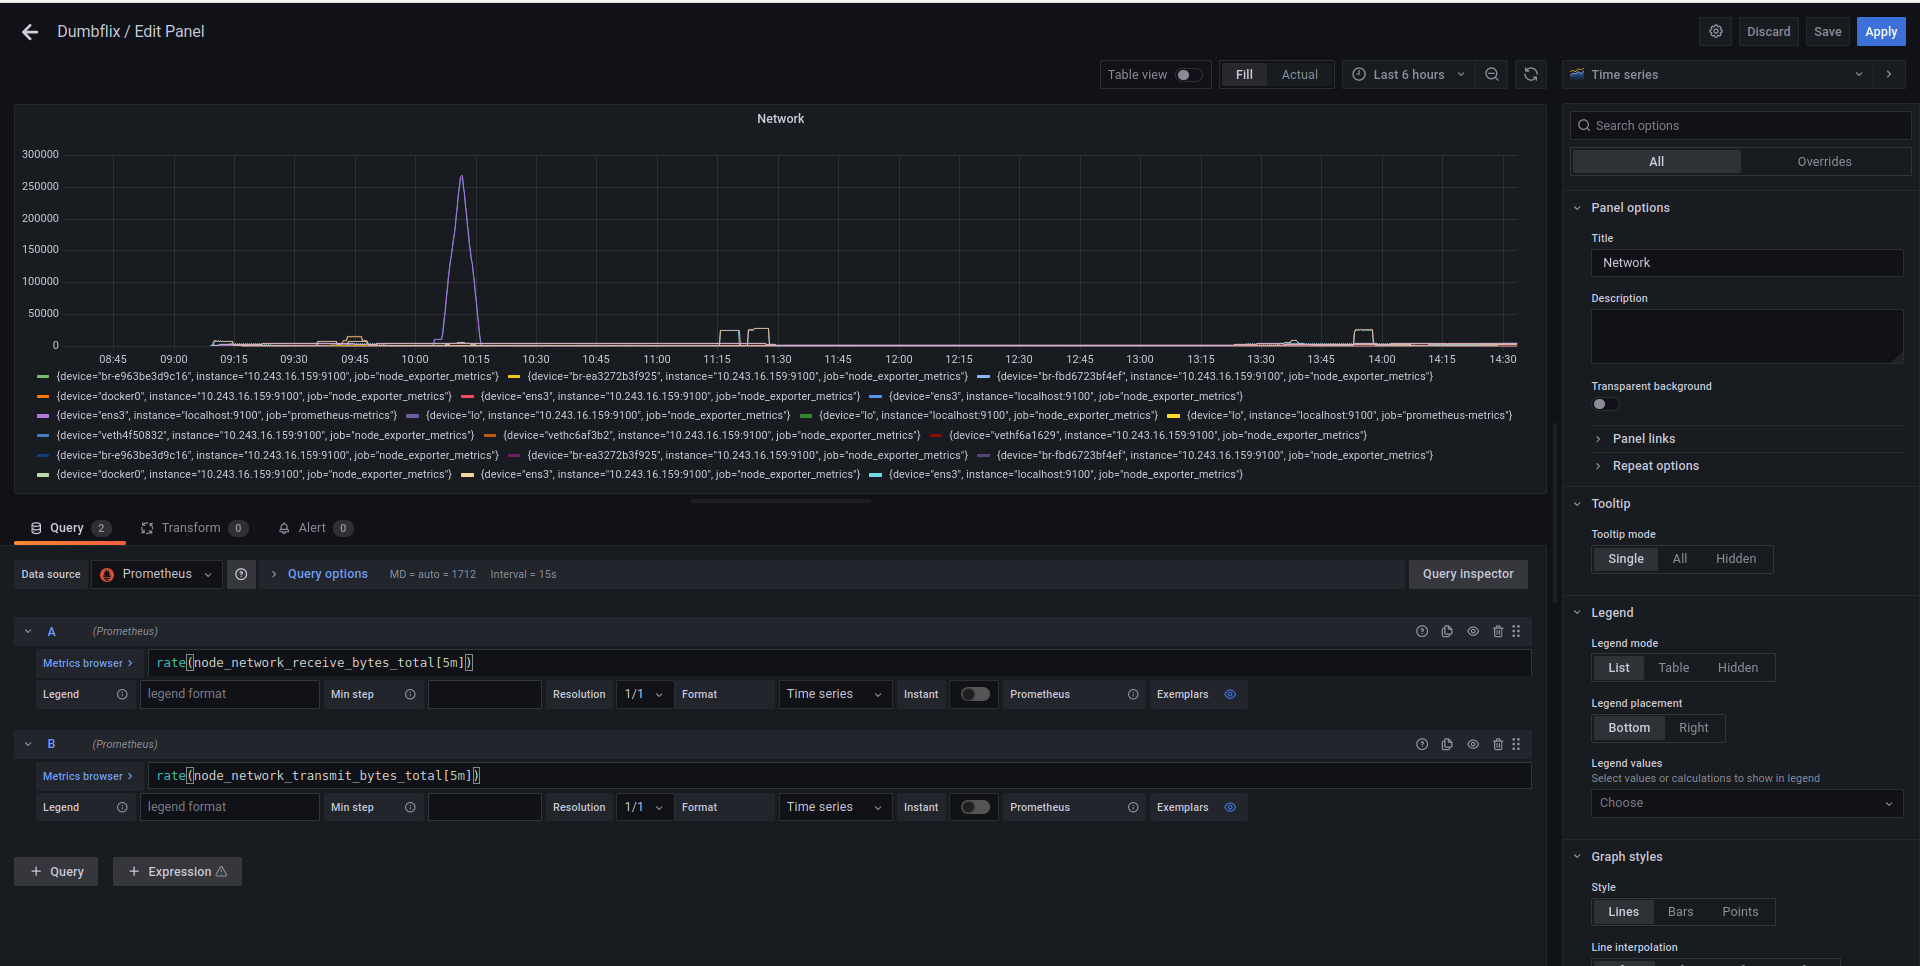 Dumbflix / Edit Panel
Discard
Save
Apply
Table view
Fill
Actual
Last 6 hours
Time series
Network
300000
250000
200000
150000
100000
50000
0
08:45 09:00 09:15 09:30 09:45 10:00 10:15 10:30 10:45 11:00 11:15 11:30 11:45 12:00 12:15 12:30 12:45 13:00 13:15 13:30 13:45 14:00 14:15 14:30
{device="br-e963be3d9c16", instance="10.243.16.159:9100", job="node_exporter_metrics"} {device="br-ea3272b3f925", instance="10.243.16.159:9100", job="node_exporter_metrics"} {device="br-fbd6723bf4ef", instance="10.243.16.159:9100", job="node_exporter_metrics"}
{device="docker0", instance="10.243.16.159:9100", job="node_exporter_metrics"} {device="ens3", instance="10.243.16.159:9100", job="node_exporter_metrics"} {device="ens3", instance="localhost:9100", job="node_exporter_metrics"}
{device="ens3", instance="localhost:9100", job="prometheus-metrics"} {device="lo", instance="10.243.16.159:9100", job="node_exporter_metrics"} {device="lo", instance="localhost:9100", job="node_exporter_metrics"} {device="lo", instance="localhost:9100", job="prometheus-metrics"}
{device="veth4f50832", instance="10.243.16.159:9100", job="node_exporter_metrics"} {device="vethc6af3b2", instance="10.243.16.159:9100", job="node_exporter_metrics"} {device="vethf6a1629", instance="10.243.16.159:9100", job="node_exporter_metrics"}
{device="br-e963be3d9c16", instance="10.243.16.159:9100", job="node_exporter_metrics"} {device="br-ea3272b3f925", instance="10.243.16.159:9100", job="node_exporter_metrics"} {device="br-fbd6723bf4ef", instance="10.243.16.159:9100", job="node_exporter_metrics"}
{device="docker0", instance="10.243.16.159:9100", job="node_exporter_metrics"} {device="ens3", instance="10.243.16.159:9100", job="node_exporter_metrics"} {device="ens3", instance="localhost:9100", job="node_exporter_metrics"}
Query 2
Transform 0
Alert 0
Data source
Prometheus
Query options
MD = auto = 1712
Interval = 15s
Query inspector
A (Prometheus)
Metrics browser >
rate(node_network_receive_bytes_total[5m])
Legend
legend format
Min step
Resolution
1/1
Format
Time series
Instant
Prometheus
Exemplars
B (Prometheus)
Metrics browser >
rate(node_network_transmit_bytes_total[5m])
Legend
legend format
Min step
Resolution
1/1
Format
Time series
Instant
Prometheus
Exemplars
+ Query
+ Expression
Search options
All
Overrides
Panel options
Title
Network
Description
Transparent background
Panel links
Repeat options
Tooltip
Tooltip mode
Single
All
Hidden
Legend
Legend mode
List
Table
Hidden
Legend placement
Bottom
Right
Legend values
Select values or calculations to show in legend
Choose
Graph styles
Style
Lines
Bars
Points
Line interpolation